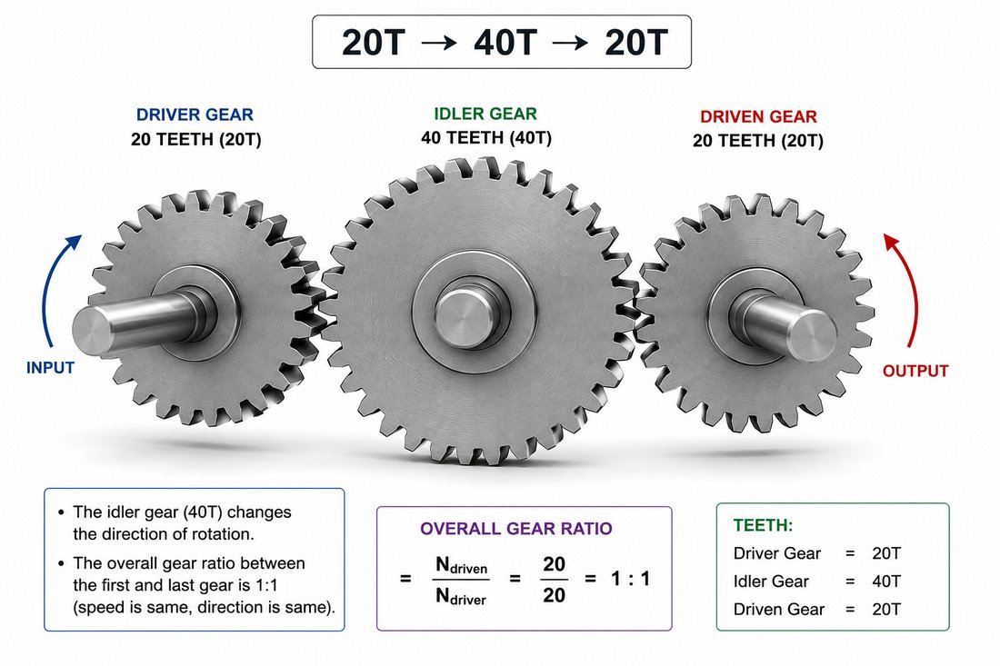 20T → 40T → 20T
DRIVER GEAR
20 TEETH (20T)
IDLER GEAR
40 TEETH (40T)
DRIVEN GEAR
20 TEETH (20T)
INPUT
OUTPUT
• The idler gear (40T) changes
the direction of rotation.
• The overall gear ratio between
the first and last gear is 1:1
(speed is same, direction is same).
OVERALL GEAR RATIO
= Ndriven / Ndriver = 20 / 20 = 1 : 1
TEETH:
Driver Gear = 20T
Idler Gear = 40T
Driven Gear = 20T